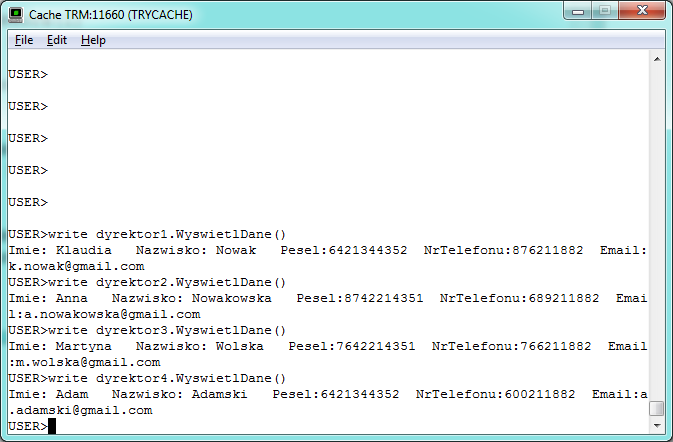 Cache TRM:11660 (TRYCACHE)
File Edit Help
USER>
USER>
USER>
USER>
USER>
USER>write dyrektor1.WyswietlDane()
Imie: Klaudia   Nazwisko: Nowak   Pesel:6421344352  NrTelefonu:876211882  Email:
k.nowak@gmail.com
USER>write dyrektor2.WyswietlDane()
Imie: Anna   Nazwisko: Nowakowska   Pesel:8742214351  NrTelefonu:689211882  Emai
l:a.nowakowska@gmail.com
USER>write dyrektor3.WyswietlDane()
Imie: Martyna   Nazwisko: Wolska   Pesel:7642214351  NrTelefonu:766211882  Email
:m.wolska@gmail.com
USER>write dyrektor4.WyswietlDane()
Imie: Adam   Nazwisko: Adamski   Pesel:6421344352  NrTelefonu:600211882  Email:a
.adamski@gmail.com
USER>